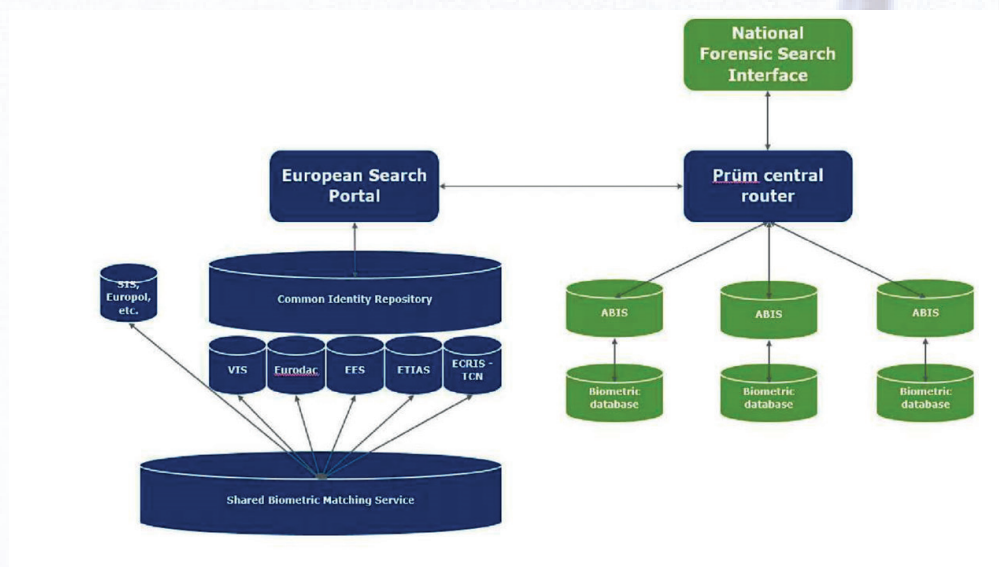 National
Forensic Search
Interface
European Search
Portal
Prüm central
router
SIS,
Europol,
etc.
Common Identity Repository
ABIS
ABIS
ABIS
VIS
Eurodac
EES
ETIAS
ECRIS -
TCN
Biometric
database
Biometric
database
Biometric
database
Shared Biometric Matching Service